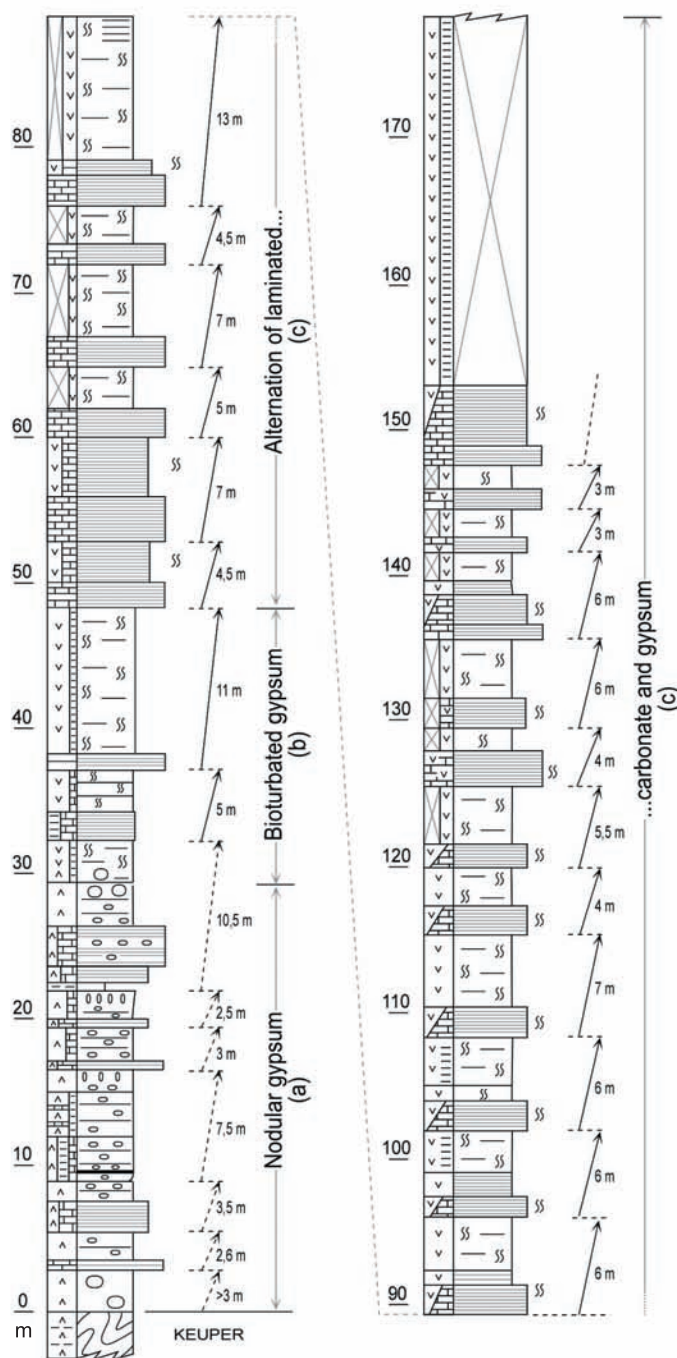 80
70
60
50
40
30
20
10
0
m
13 m
4,5 m
7 m
5 m
7 m
4,5 m
11 m
5 m
10,5 m
2,5 m
3 m
7,5 m
3,5 m
2,6 m
>3 m
KEUPER
Alternation of laminated...
(c)
Bioturbated gypsum
(b)
Nodular gypsum
(a)
170
160
150
140
130
120
110
100
90
3 m
3 m
6 m
6 m
4 m
5,5 m
4 m
7 m
6 m
6 m
6 m
...carbonate and gypsum
(c)